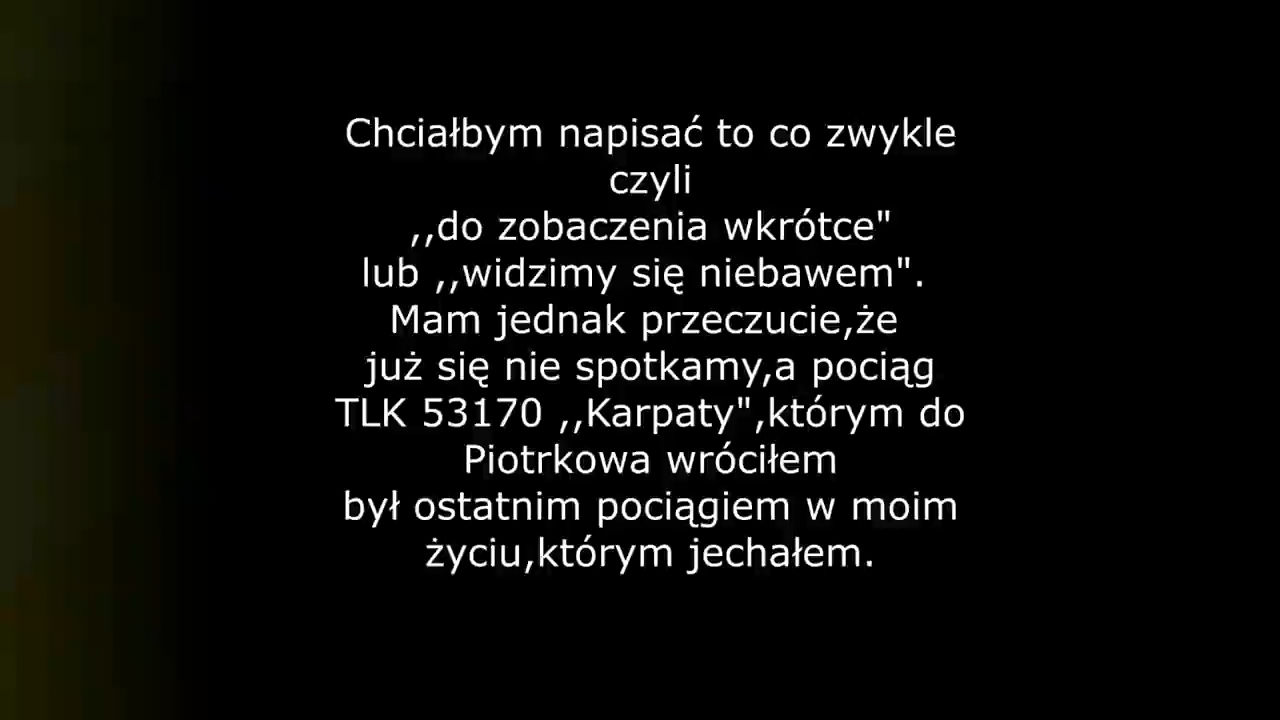 Chciałbym napisać to co zwykle
czyli
,,do zobaczenia wkrótce"
lub ,,widzimy się niebawem".
Mam jednak przeczucie,że
już się nie spotkamy,a pociąg
TLK 53170 ,,Karpaty",którym do
Piotrkowa wróciłem
był ostatnim pociągiem w moim
życiu,którym jechałem.